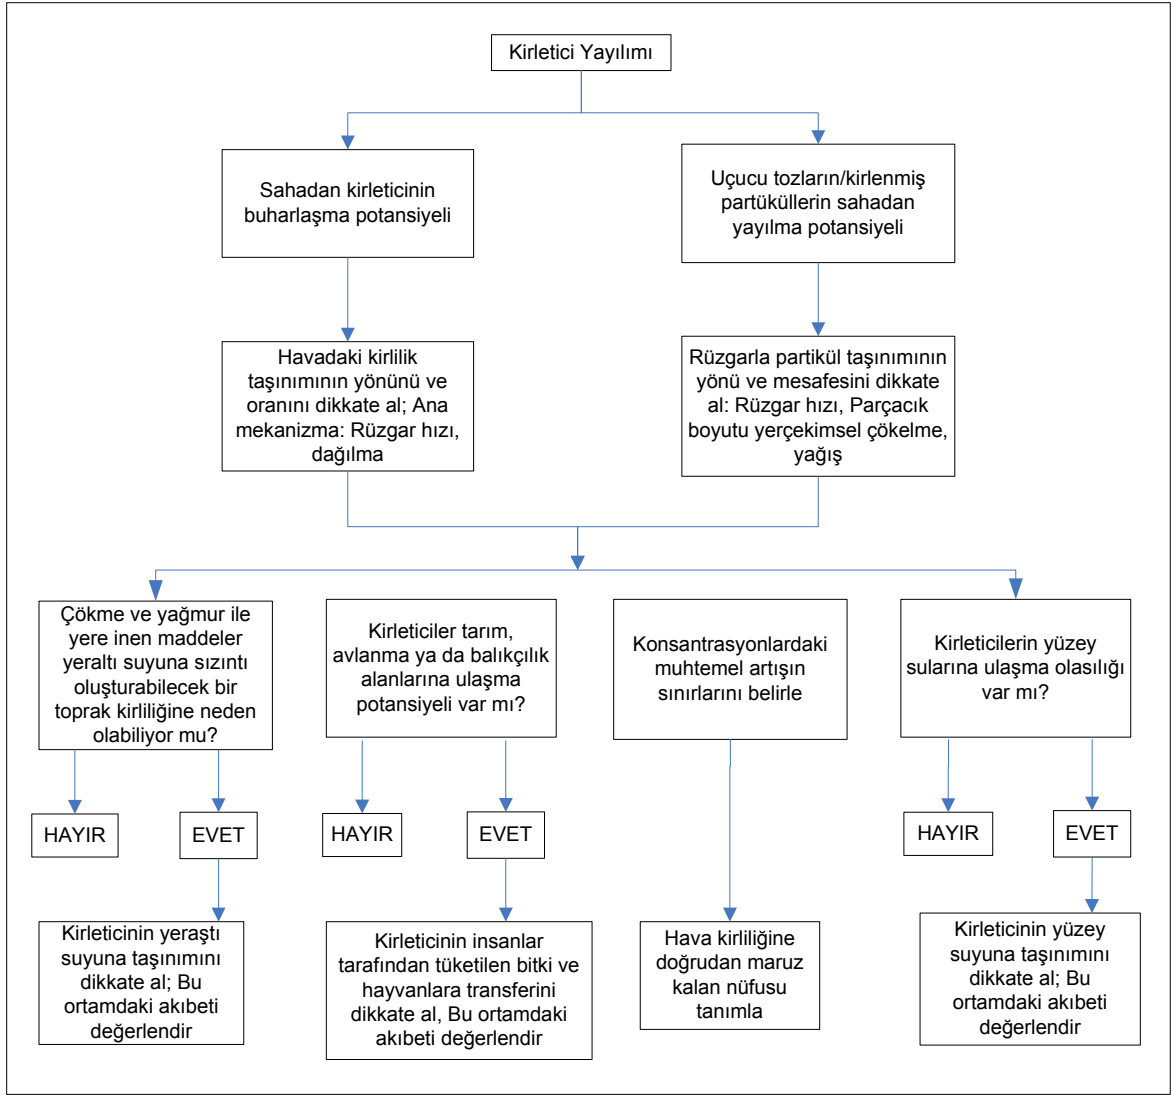 Kirletici Yayılımı
Sahadan kirleticinin
buharlaşma potansiyeli
Uçucu tozların/kirlenmiş
partüküllerin sahadan
yayılma potansiyeli
Havadaki kirlilik
taşınımının yönünü ve
oranını dikkate al; Ana
mekanizma: Rüzgar hızı,
dağılma
Rüzgarla partikül taşınımının
yönü ve mesafesini dikkate
al: Rüzgar hızı, Parçacık
boyutu yerçekimsel çökelme,
yağış
Çökme ve yağmur ile
yere inen maddeler
yeraltı suyuna sızıntı
oluşturabilecek bir
toprak kirliliğine neden
olabiliyor mu?
Kirleticiler tarım,
avlanma ya da balıkçılık
alanlarına ulaşma
potansiyeli var mı?
Konsantrasyonlardaki
muhtemel artışın
sınırlarını belirle
Kirleticilerin yüzey
sularına ulaşma olasılığı
var mı?
HAYIR
EVET
HAYIR
EVET
HAYIR
EVET
Kirleticinin yeraştı
suyuna taşınımını
dikkate al; Bu
ortamdaki akıbeti
değerlendir
Kirleticinin insanlar
tarafından tüketilen bitki ve
hayvanlara transferini
dikkate al, Bu ortamdaki
akıbeti değerlendir
Hava kirliliğine
doğrudan maruz
kalan nüfusu
tanımla
Kirleticinin yüzey
suyuna taşınımını
dikkate al; Bu
ortamdaki akıbeti
değerlendir